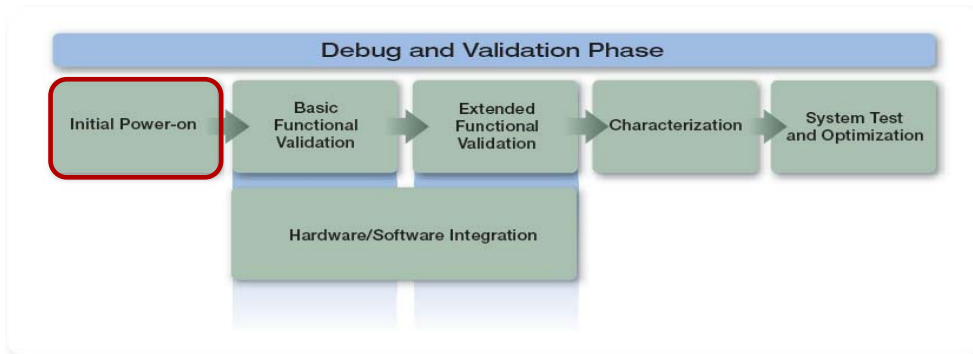 Debug and Validation Phase
Initial Power-on
Basic
Functional
Validation
Extended
Functional
Validation
Characterization
System Test
and Optimization
Hardware/Software Integration